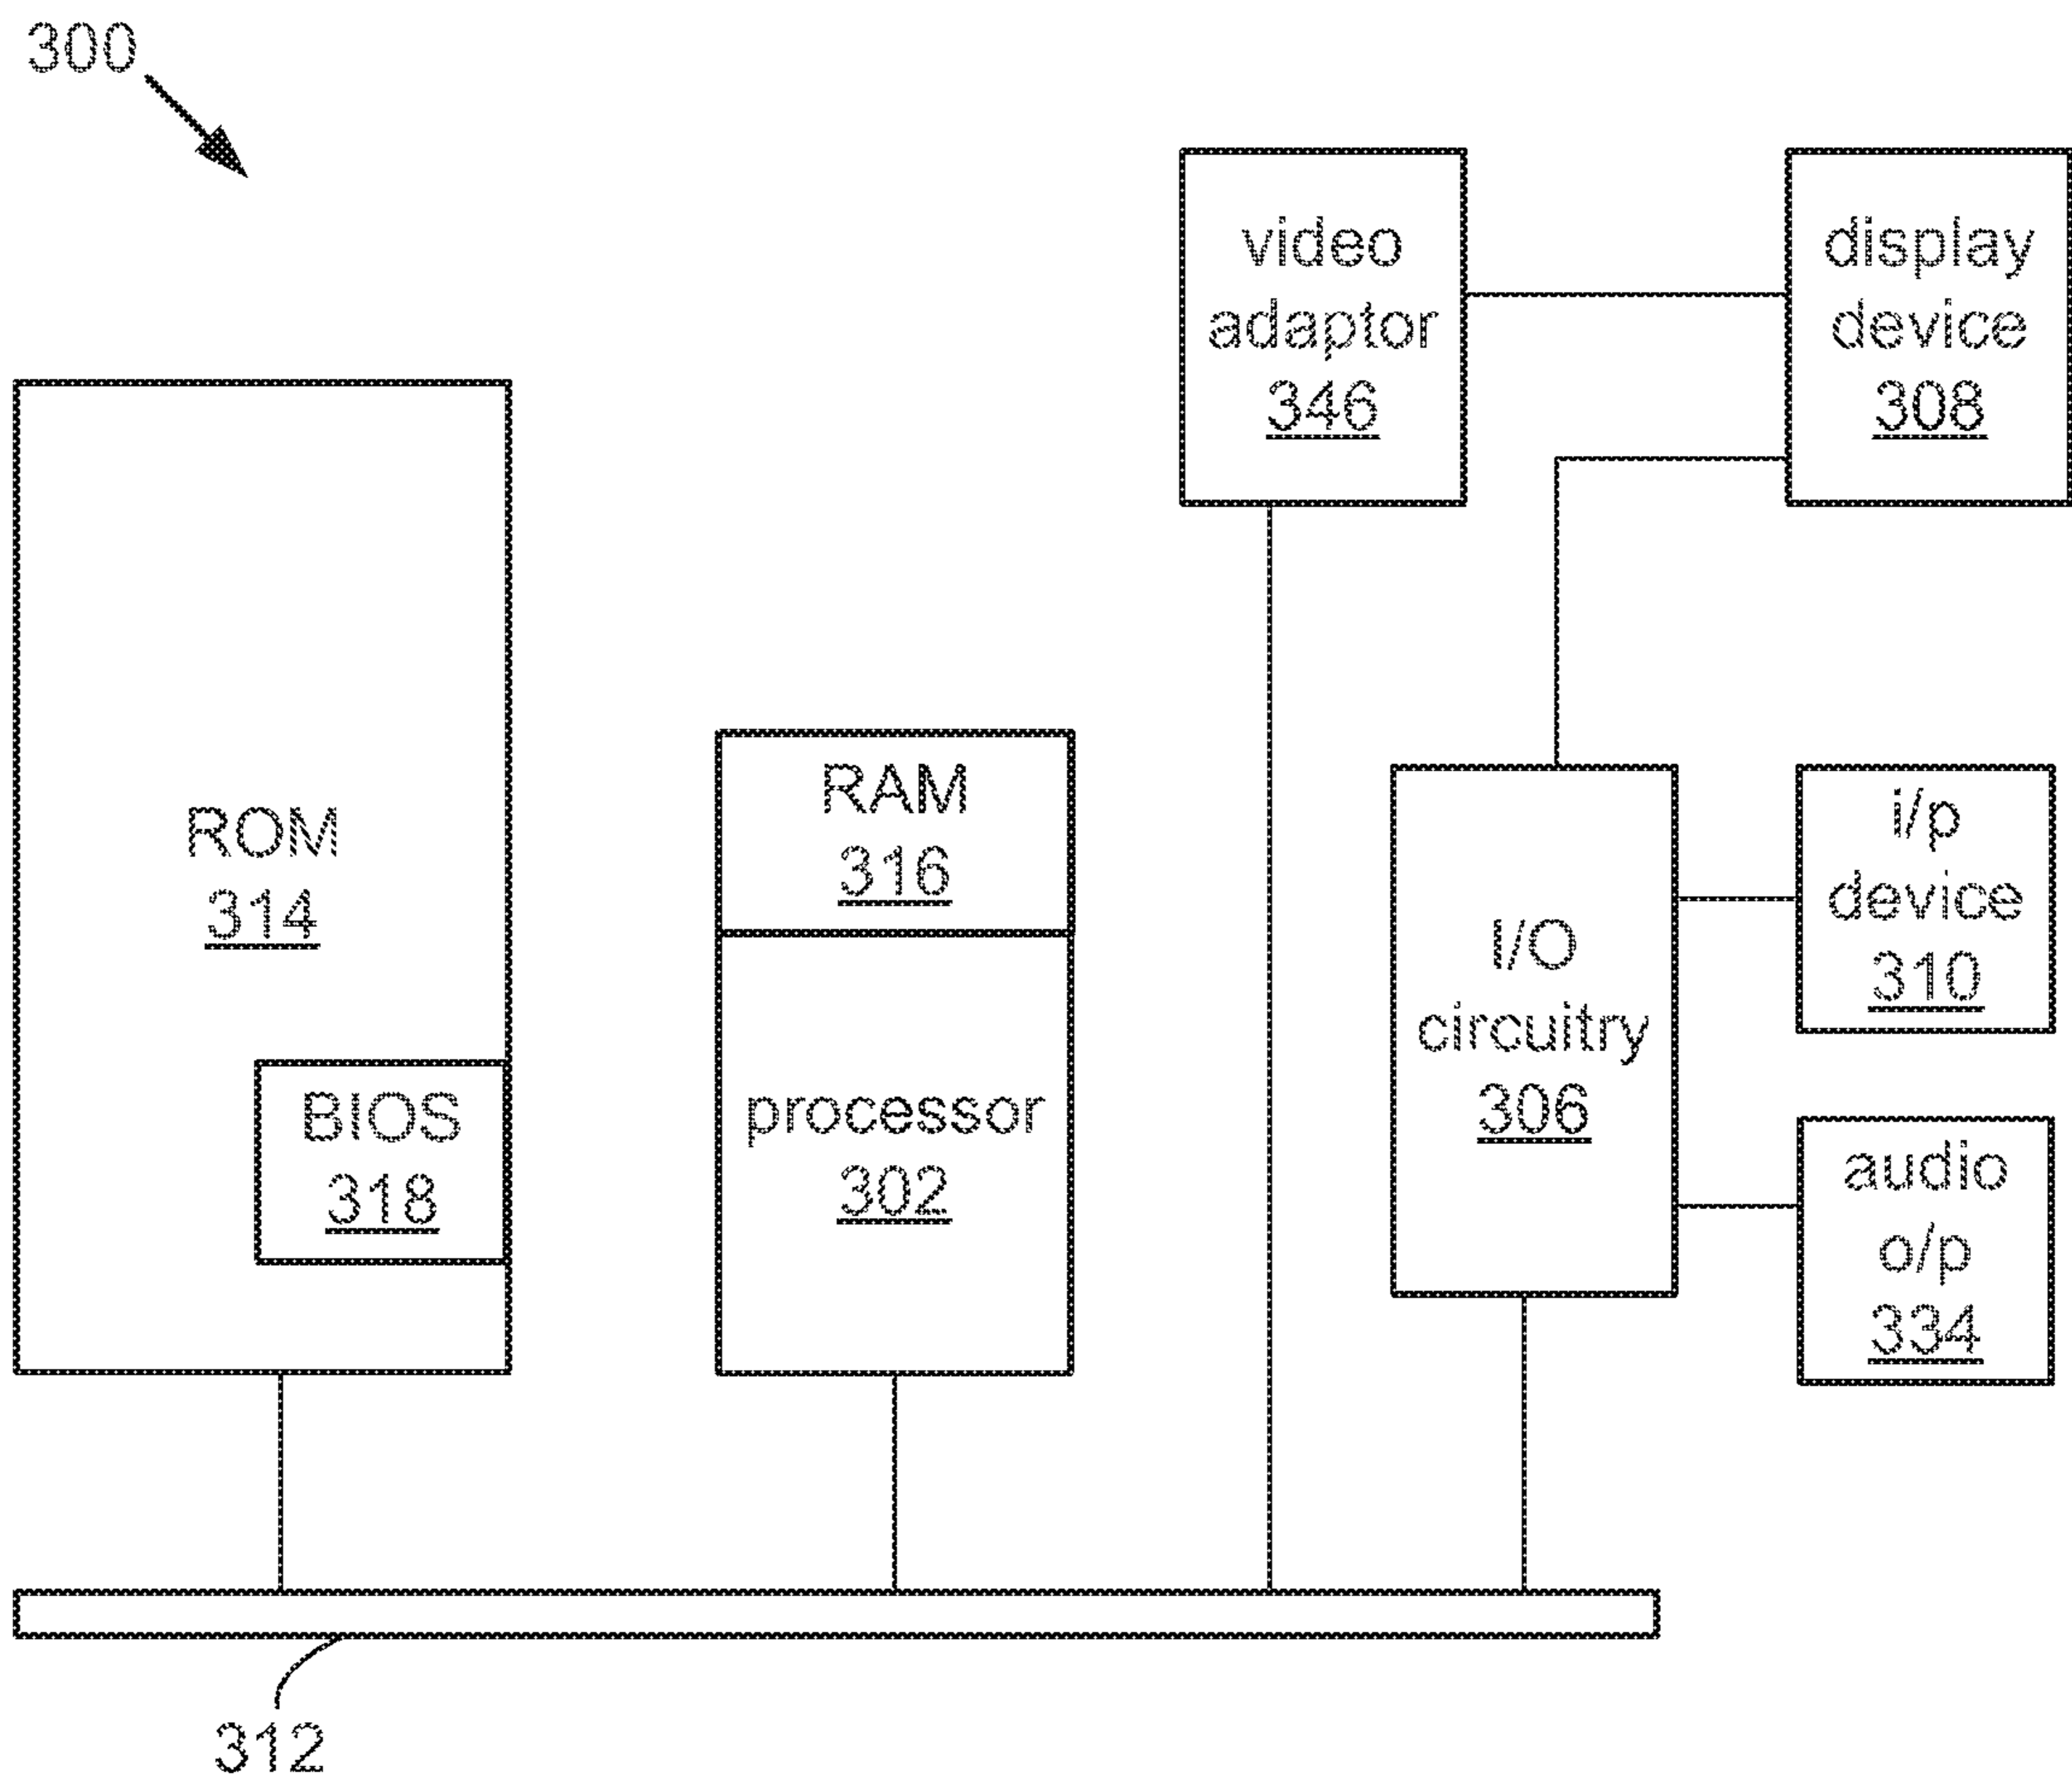 300
video
adaptor
346
display
device
308
ROM
314
RAM
316
I/O
circuitry
306
i/p
device
310
BIOS
318
processor
302
audio
o/p
334
312